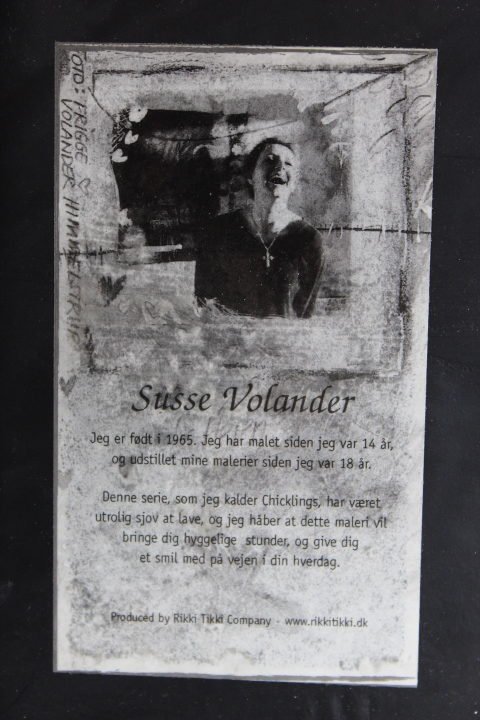 FOTO: FRIGGE
VOLANDER HIMMELSTRUP
Susse Volander
Jeg er født i 1965. Jeg har malet siden jeg var 14 år,
og udstillet mine malerier siden jeg var 18 år.
Denne serie, som jeg kalder Chicklings, har været
utrolig sjov at lave, og jeg håber at dette maleri vil
bringe dig hyggelige stunder, og give dig
et smil med på vejen i din hverdag.
Produced by Rikki Tikki Company - www.rikkitikki.dk